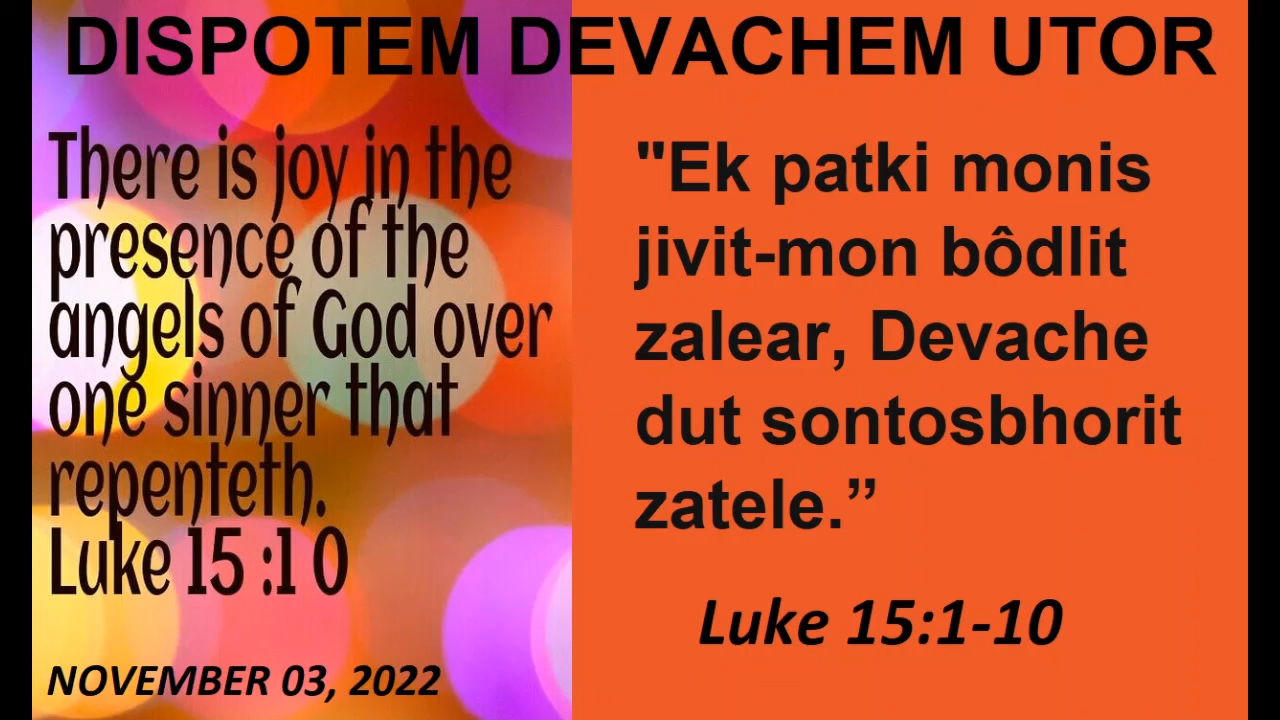 DISPOTEM DEVACHEM UTOR
There is joy in the
presence of the
angels of God over
one sinner that
repenteth.
Luke 15 :1 0
NOVEMBER 03, 2022
"Ek patki monis
jivit-mon bôdlit
zalear, Devache
dut sontosbhorit
zatele.”
Luke 15:1-10